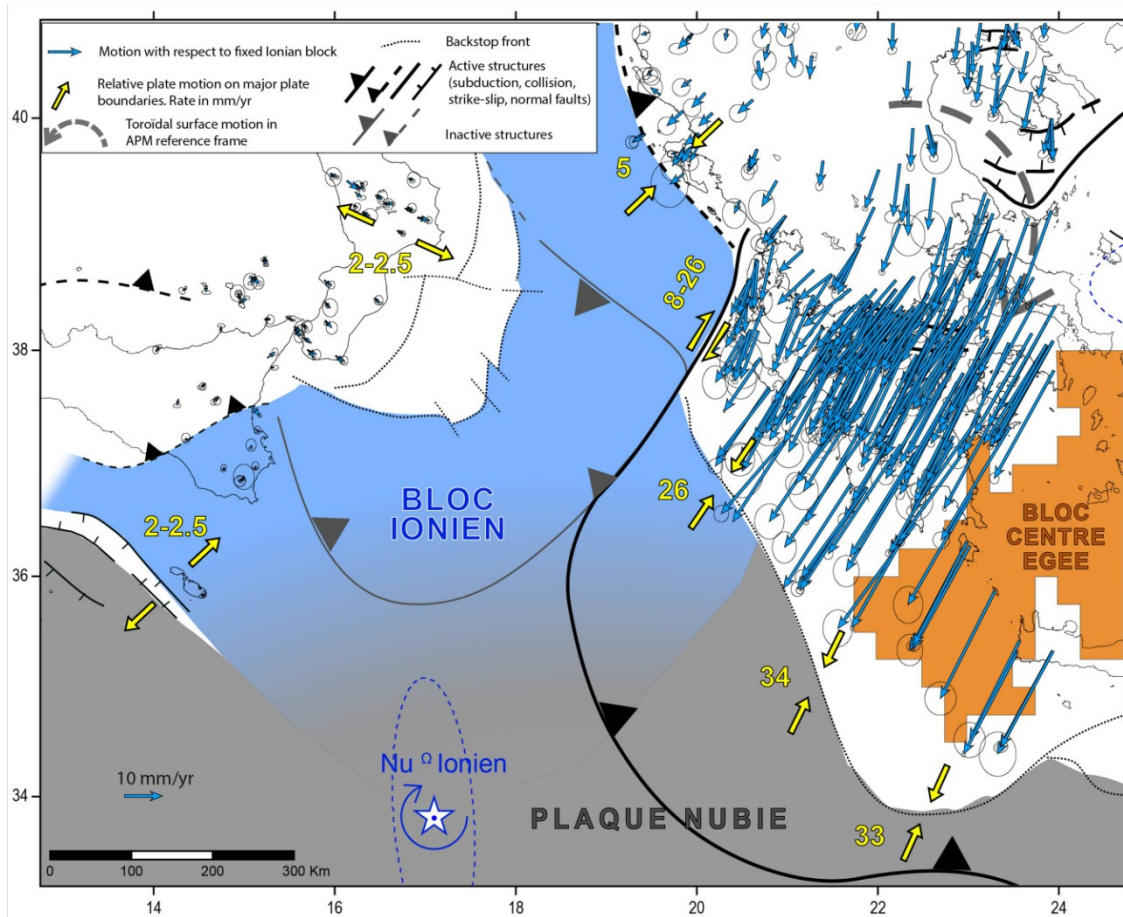 Motion with respect to fixed Ionian block
Relative plate motion on major plate
boundaries. Rate in mm/yr
Toroïdal surface motion in
APM reference frame
Backstop front
Active structures
(subduction, collision,
strike-slip, normal faults)
Inactive structures
40
38
36
34
5
2-2.5
8-26
26
2-2.5
34
33
BLOC
IONIEN
BLOC
CENTRE
EGEE
Nu Ω Ionien
PLAQUE NUBIE
10 mm/yr
0 100 200 300 Km
14 16 18 20 22 24